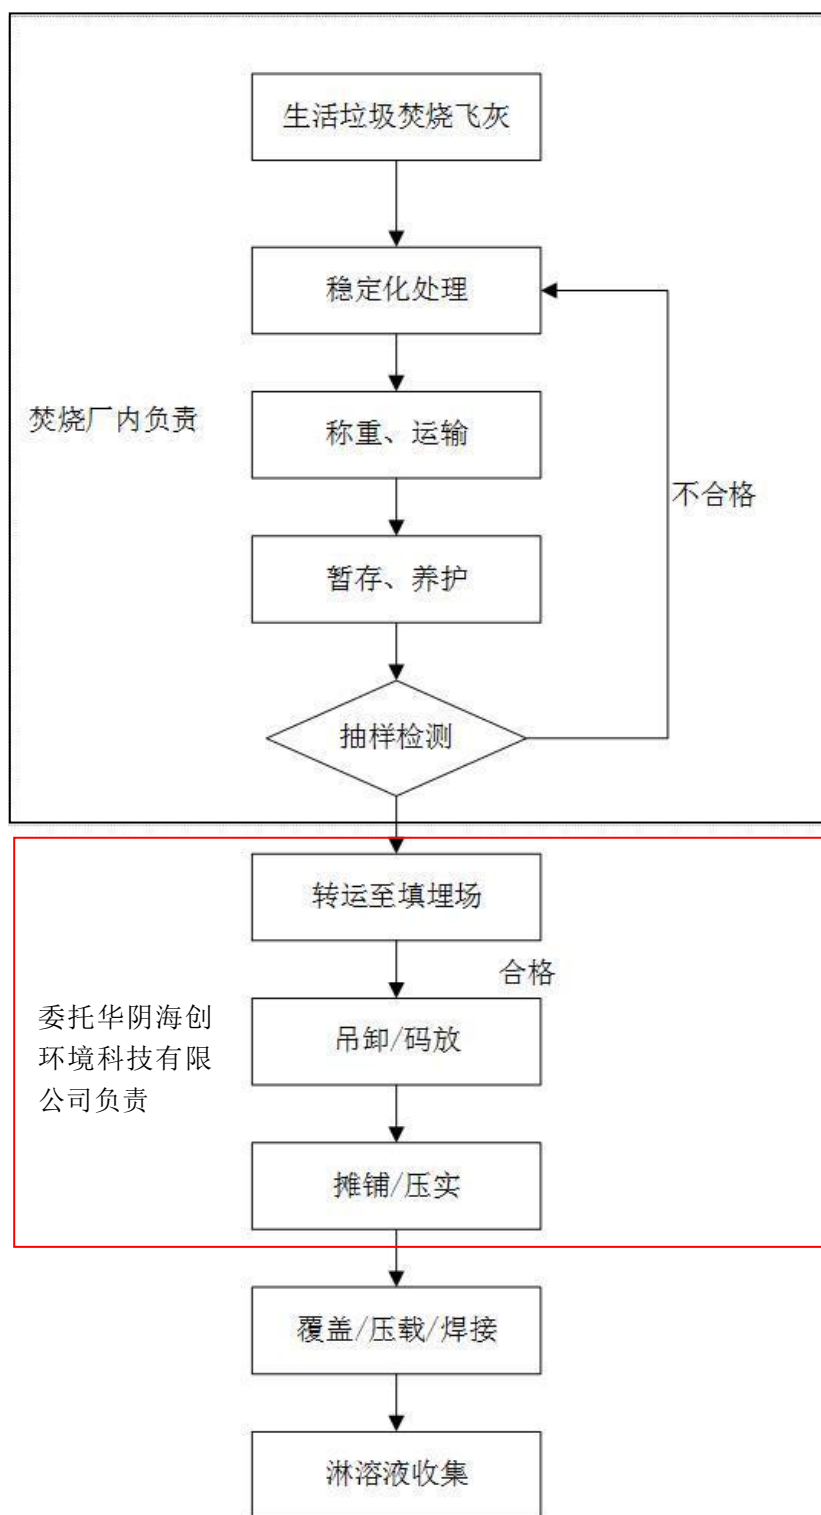 生活垃圾焚烧飞灰
稳定化处理
焚烧厂内负责
称重、运输
不合格
暂存、养护
抽样检测
转运至填埋场
合格
委托华阴海创
环境科技有限
公司负责
吊卸/码放
摊铺/压实
覆盖/压载/焊接
淋溶液收集